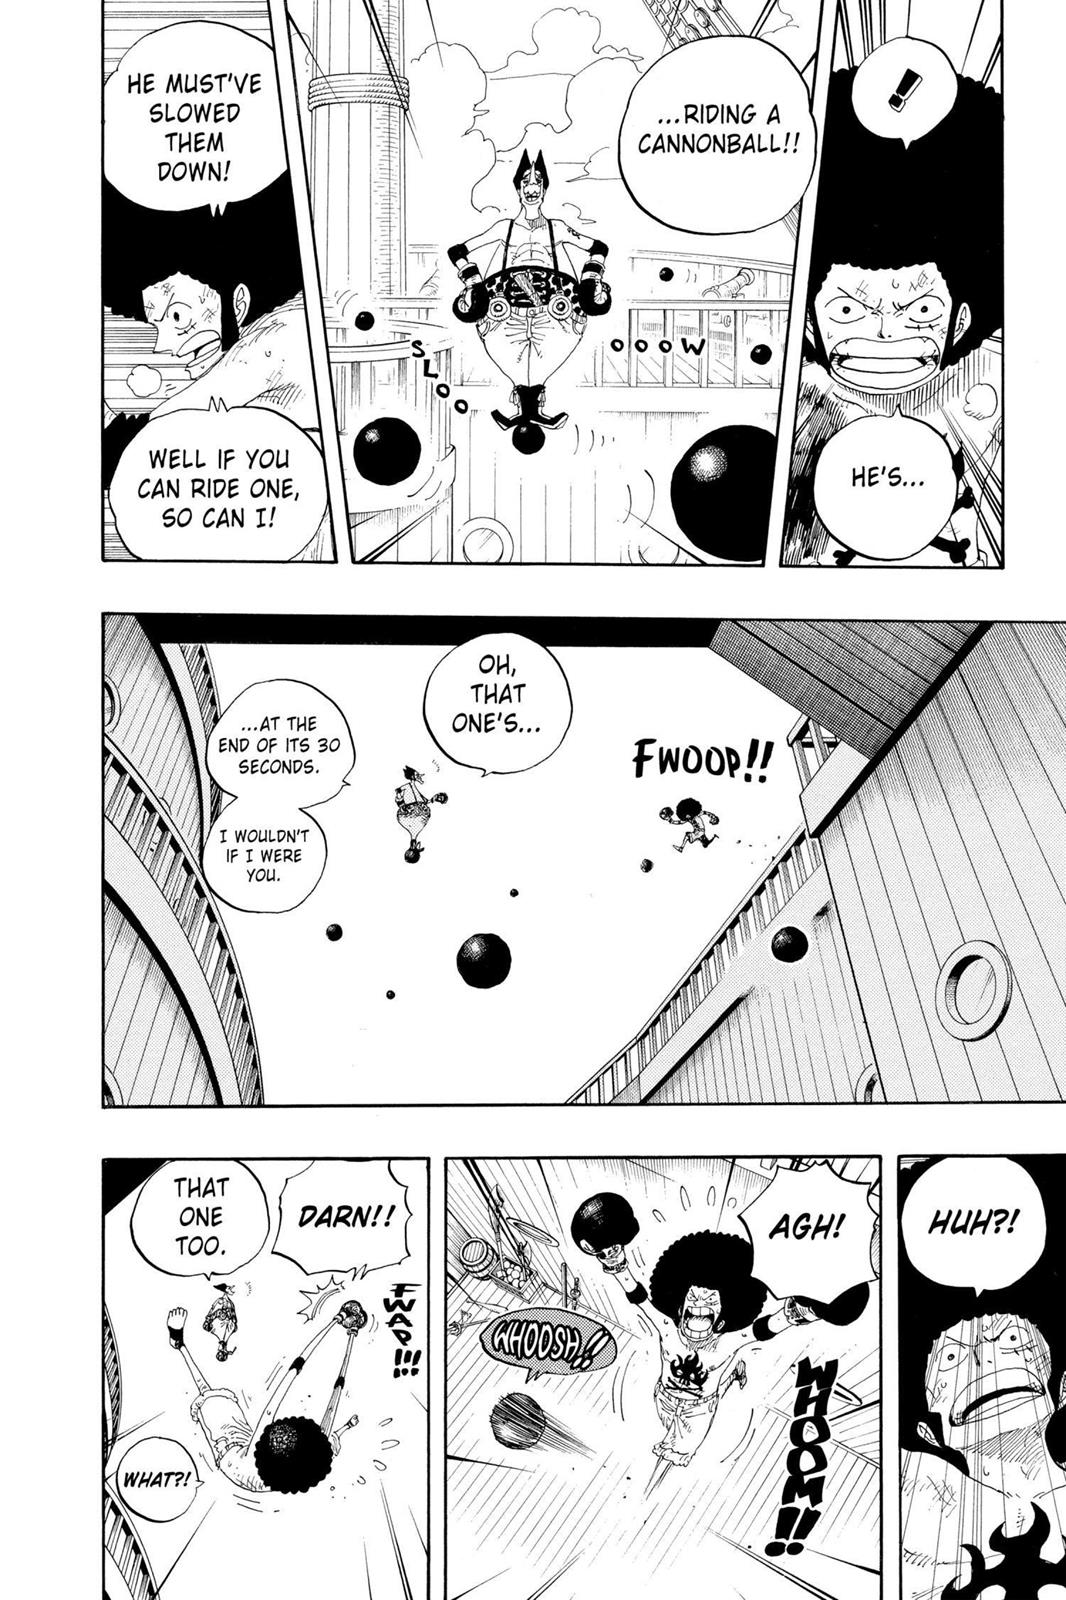 !
HE'S...
...RIDING A
CANNONBALL!!
SLOO
OOOW
HE MUST'VE
SLOWED
THEM
DOWN!
WELL IF YOU
CAN RIDE ONE,
SO CAN I!
FWOOP!!
OH,
THAT
ONE'S...
...AT THE
END OF ITS 30
SECONDS.
I WOULDN'T
IF I WERE
YOU.
HUH?!
AGH!
WHOOSH!!
WHOOM!!
DARN!!
THAT
ONE
TOO.
FWAP!!!
WHAT?!